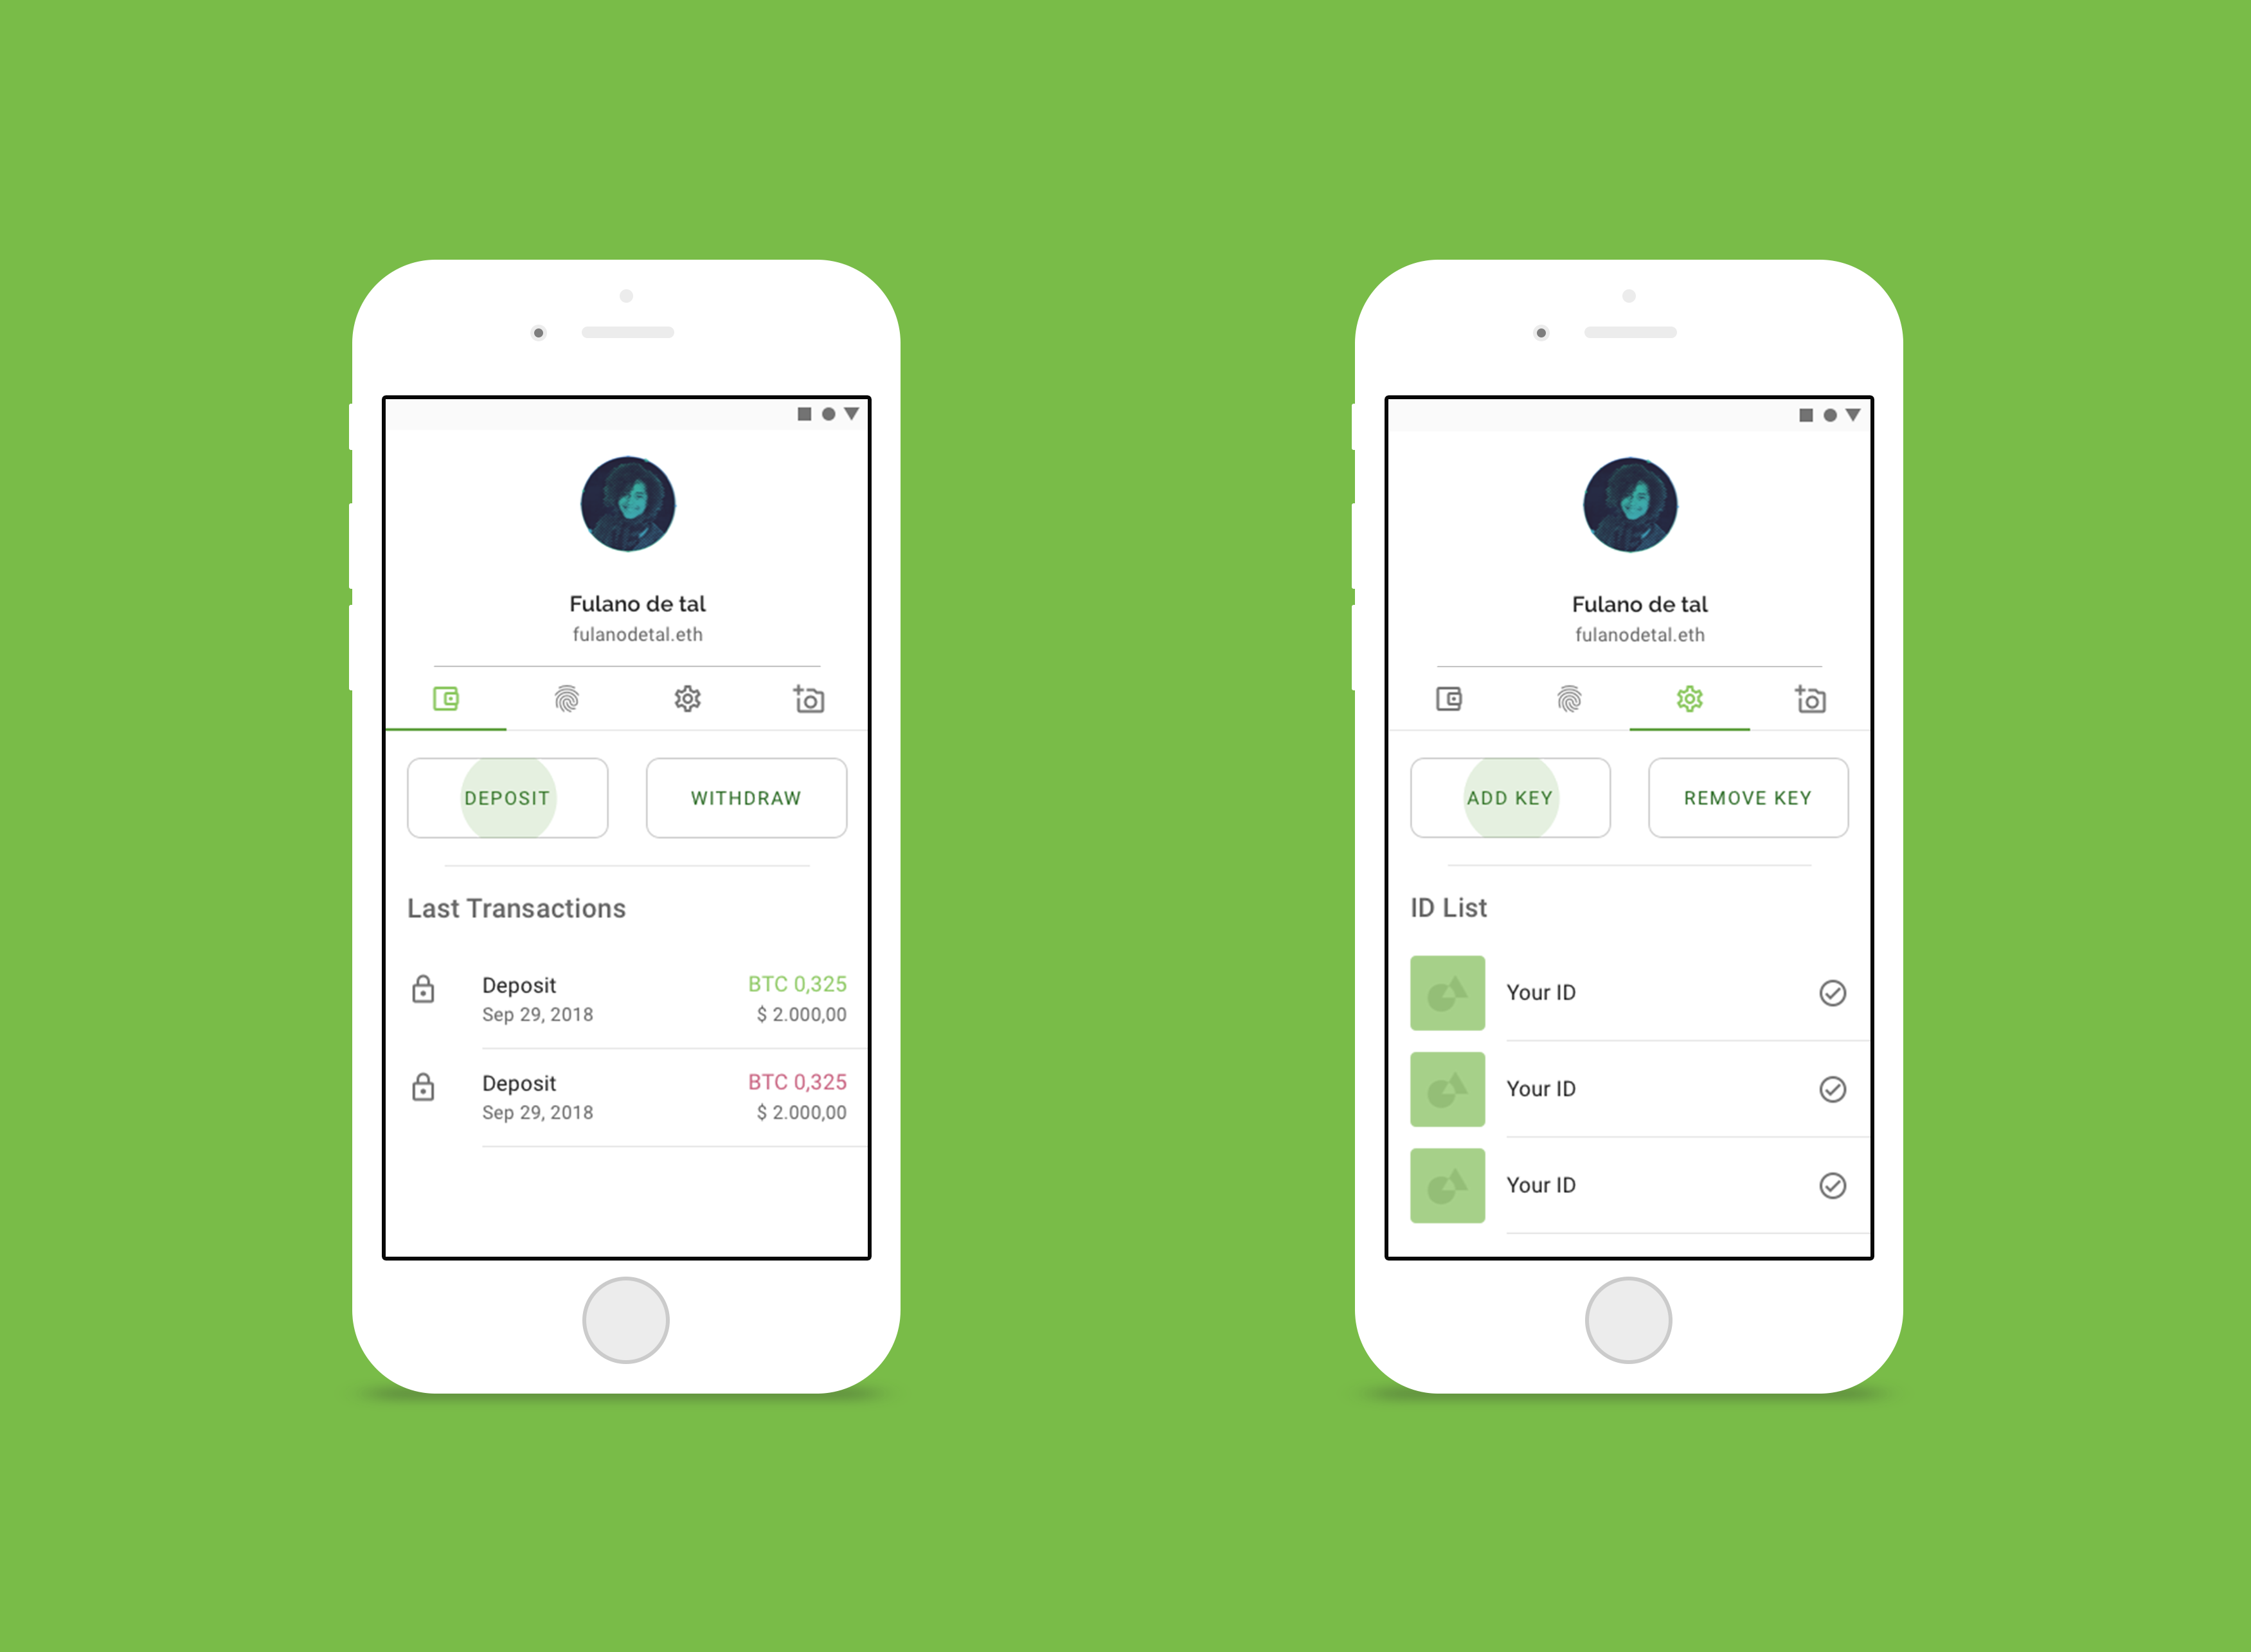 Fulano de tal
fulanodetal.eth
DEPOSIT
WITHDRAW
Last Transactions
Deposit
BTC 0,325
Sep 29, 2018
$ 2.000,00
Deposit
BTC 0,325
Sep 29, 2018
$ 2.000,00
Fulano de tal
fulanodetal.eth
ADD KEY
REMOVE KEY
ID List
Your ID
Your ID
Your ID